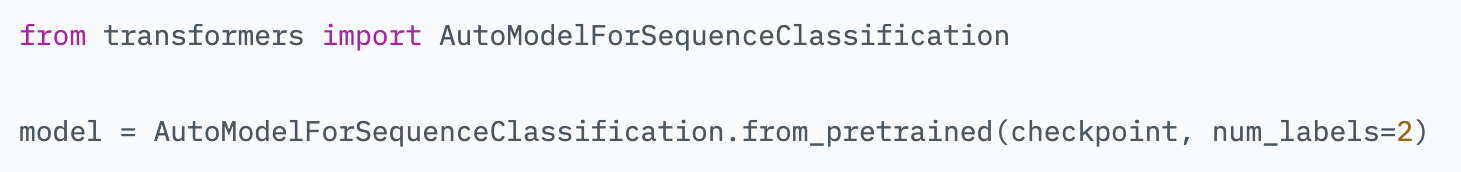 from transformers import AutoModelForSequenceClassification
model = AutoModelForSequenceClassification.from_pretrained(checkpoint, num_labels=2)